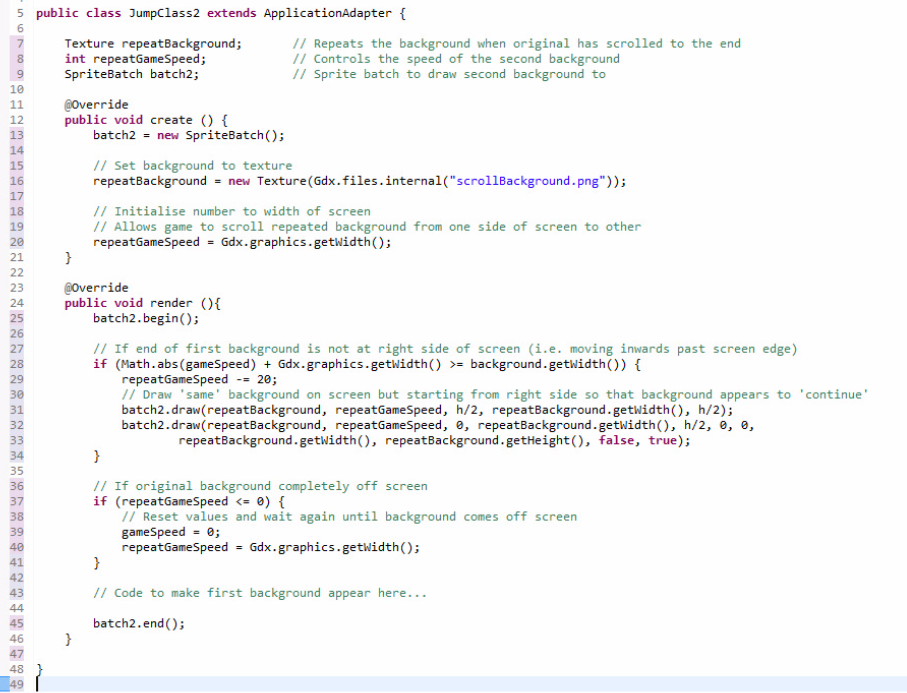 5 public class JumpClass2 extends ApplicationAdapter {
6
7 Texture repeatBackground; // Repeats the background when original has scrolled to the end
8 int repeatGameSpeed; // Controls the speed of the second background
9 SpriteBatch batch2; // Sprite batch to draw second background to
10
11 @Override
12 public void create () {
13 batch2 = new SpriteBatch();
14
15 // Set background to texture
16 repeatBackground = new Texture(Gdx.files.internal("scrollBackground.png"));
17
18 // Initialise number to width of screen
19 // Allows game to scroll repeated background from one side of screen to other
20 repeatGameSpeed = Gdx.graphics.getWidth();
21 }
22
23 @Override
24 public void render (){
25 batch2.begin();
26
27 // If end of first background is not at right side of screen (i.e. moving inwards past screen edge)
28 if (Math.abs(gameSpeed) + Gdx.graphics.getWidth() >= background.getWidth()) {
29 repeatGameSpeed -= 20;
30 // Draw 'same' background on screen but starting from right side so that background appears to 'continue'
31 batch2.draw(repeatBackground, repeatGameSpeed, h/2, repeatBackground.getWidth(), h/2);
32 batch2.draw(repeatBackground, repeatGameSpeed, 0, repeatBackground.getWidth(), h/2, 0, 0,
33 repeatBackground.getWidth(), repeatBackground.getHeight(), false, true);
34 }
35
36 // If original background completely off screen
37 if (repeatGameSpeed <= 0) {
38 // Reset values and wait again until background comes off screen
39 gameSpeed = 0;
40 repeatGameSpeed = Gdx.graphics.getWidth();
41 }
42
43 // Code to make first background appear here...
44
45 batch2.end();
46 }
47
48 }
49